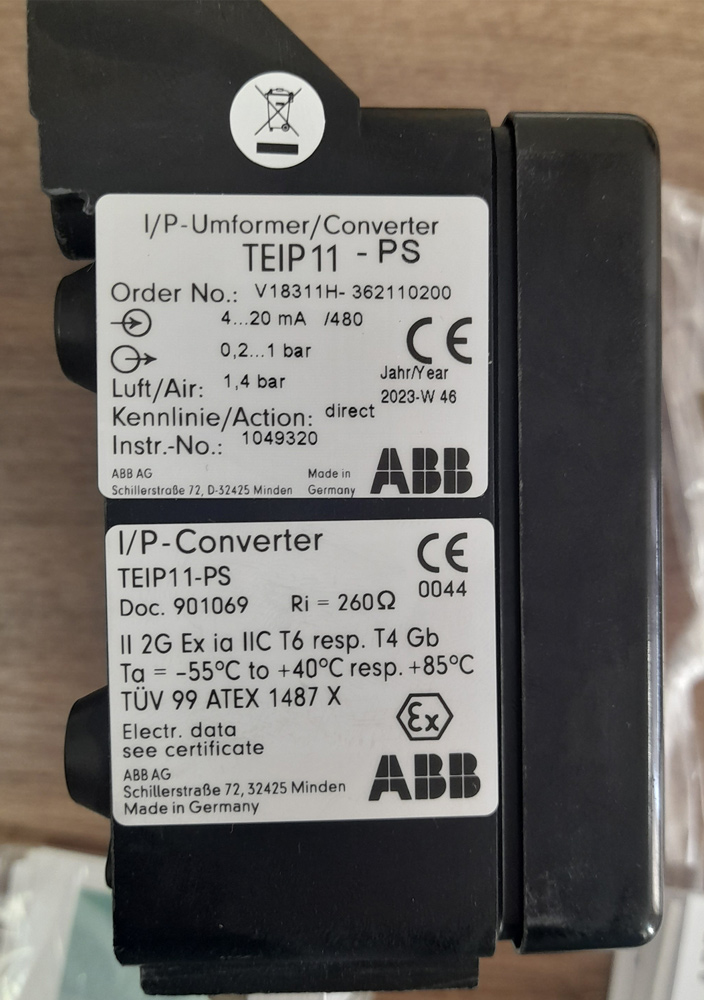 I/P-Umformer/Converter
TEIP11 - PS
Order No.: V18311H- 362110200
4...20 mA /480
CE
0,2...1 bar
Luft/Air: 1,4 bar
Jahr/Year
2023-W 46
Kennlinie/Action: direct
Instr.-No.: 1049320
ABB AG
Schillerstraße 72, D-32425 Minden
Made in
Germany
ABB
I/P-Converter
CE
TEIP11-PS
0044
Doc. 901069 Ri = 260Ω
II 2G Ex ia IIC T6 resp. T4 Gb
Ta = -55°C to +40°C resp. +85°C
TÜV 99 ATEX 1487 X
Ex
Electr. data
see certificate
ABB AG
Schillerstraße 72, 32425 Minden
Made in Germany
ABB